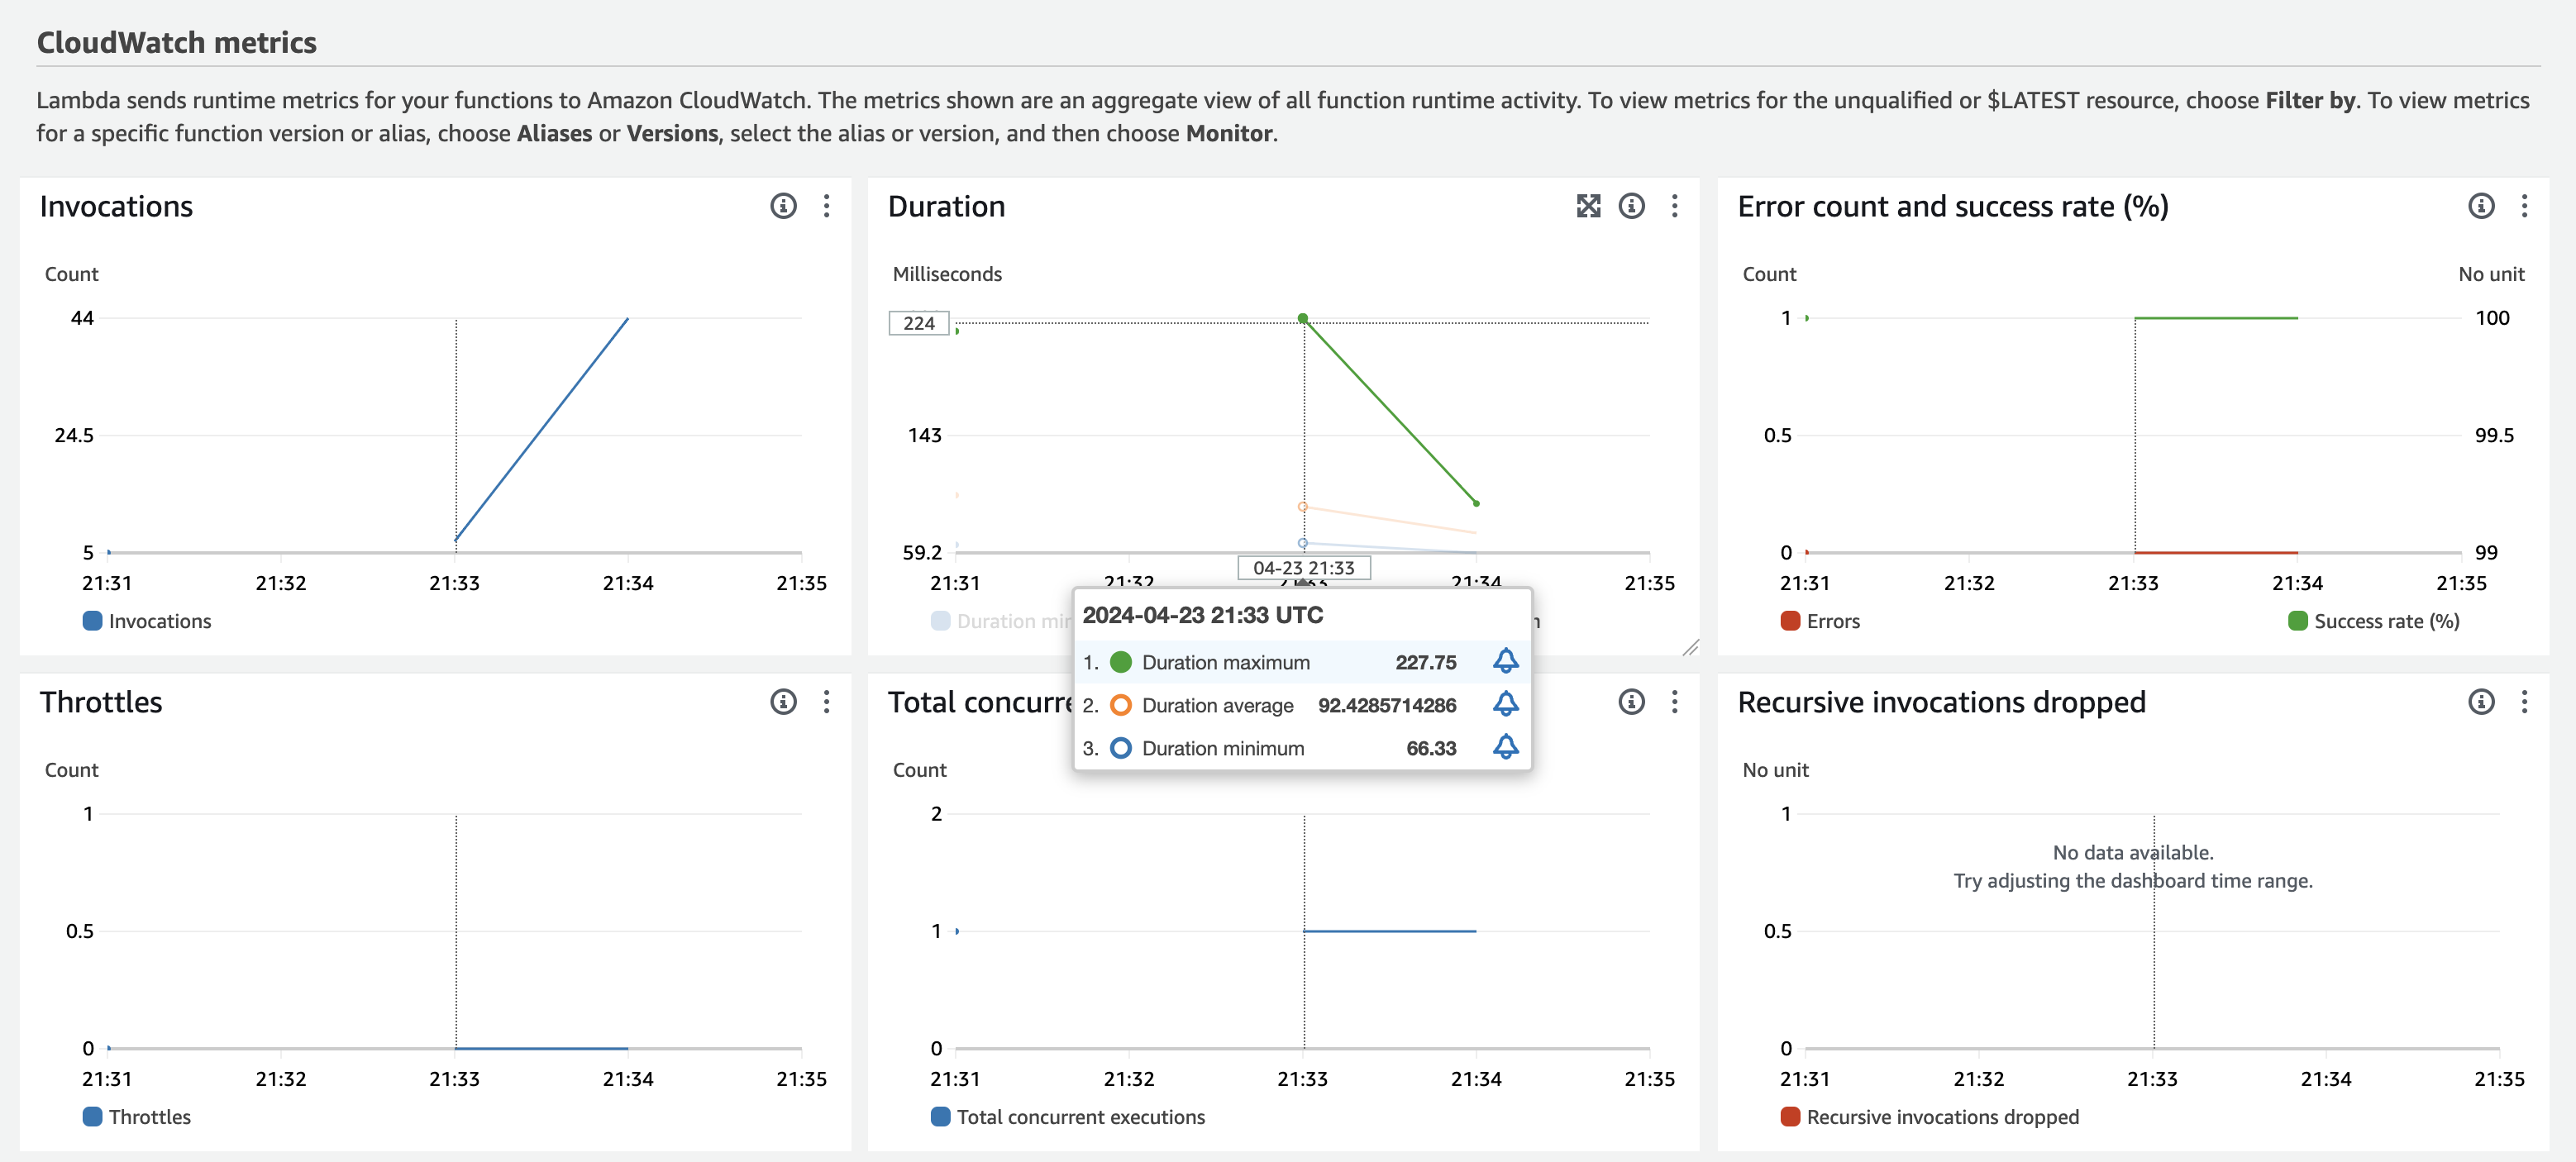 CloudWatch metrics
Lambda sends runtime metrics for your functions to Amazon CloudWatch. The metrics shown are an aggregate view of all function runtime activity. To view metrics for the unqualified or $LATEST resource, choose Filter by. To view metrics
for a specific function version or alias, choose Aliases or Versions, select the alias or version, and then choose Monitor.
Invocations
Count
44
24.5
5
21:31 21:32 21:33 21:34 21:35
Invocations
Duration
Milliseconds
224
143
59.2
04-23 21:33
21:31 21:32 21:33 21:34 21:35
Duration
2024-04-23 21:33 UTC
1. Duration maximum 227.75
2. Duration average 92.4285714286
3. Duration minimum 66.33
Error count and success rate (%)
Count No unit
1 100
0.5 99.5
0 99
21:31 21:32 21:33 21:34 21:35
Errors Success rate (%)
Throttles
Count
1
0.5
0
21:31 21:32 21:33 21:34 21:35
Throttles
Total
Count
2
1
0
21:31 21:32 21:33 21:34 21:35
Total concurrent executions
Recursive invocations dropped
No unit
1
No data available.
Try adjusting the dashboard time range.
0.5
0
21:31 21:32 21:33 21:34 21:35
Recursive invocations dropped